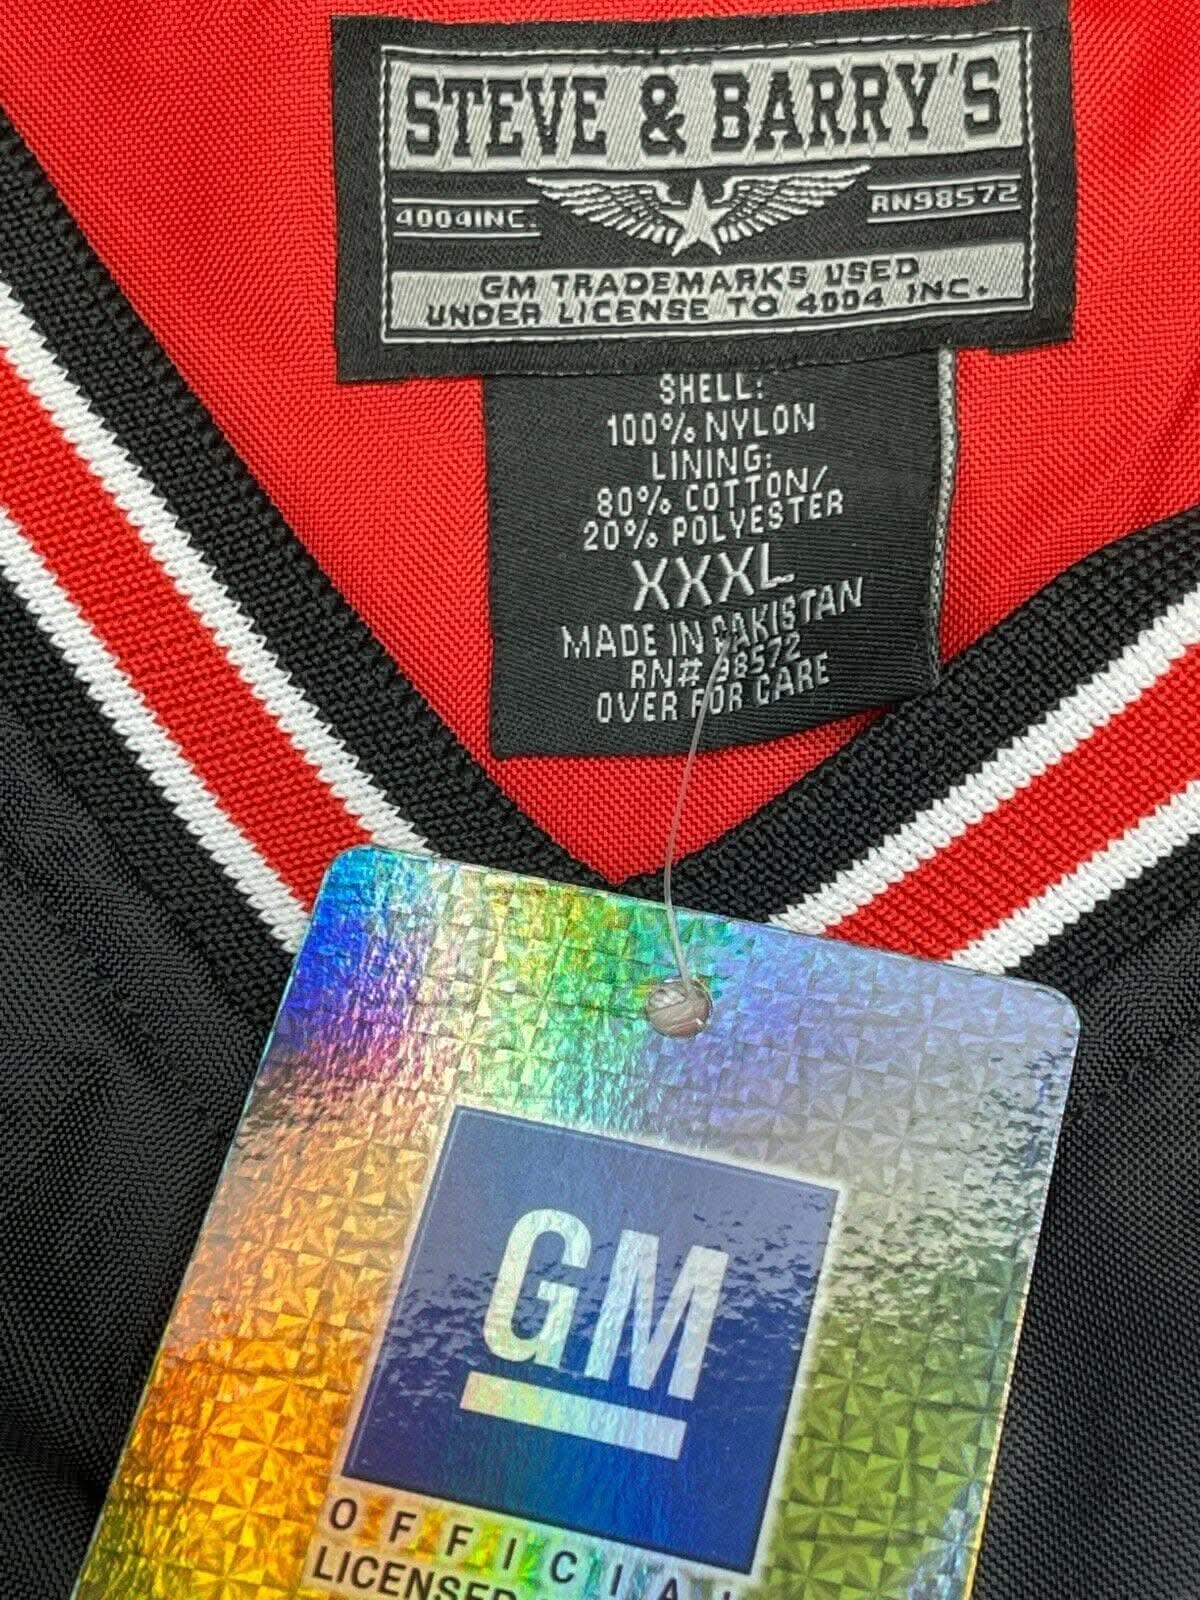 STEVE & BARRY'S
4004INC.
RN98572
GM TRADEMARKS USED
UNDER LICENSE TO 4004 INC.
SHELL:
100% NYLON
LINING:
80% COTTON/
20% POLYESTER
XXXL
MADE IN PAKISTAN
RN# 98572
OVER FOR CARE
GM
OFFICIAL
LICENSED